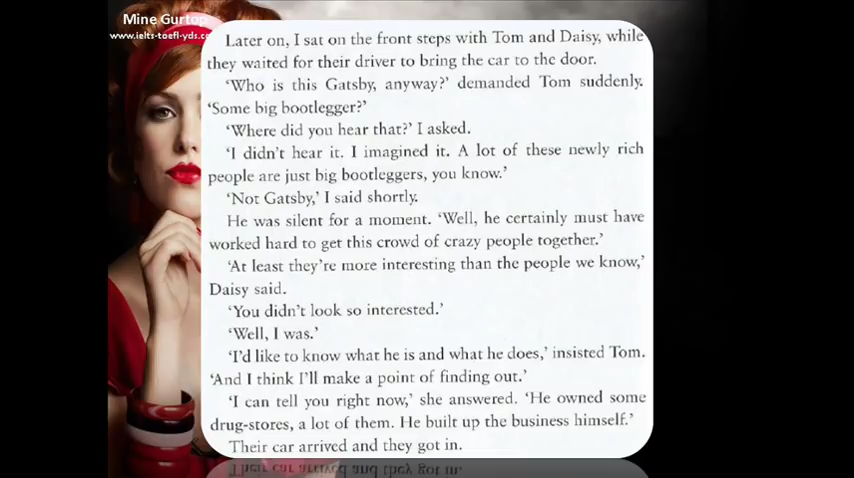 Mine Gurtop
www.ielts-toefl-yds.co
Later on, I sat on the front steps with Tom and Daisy, while
they waited for their driver to bring the car to the door.
‘Who is this Gatsby, anyway?’ demanded Tom suddenly.
‘Some big bootlegger?’
‘Where did you hear that?’ I asked.
‘I didn’t hear it. I imagined it. A lot of these newly rich
people are just big bootleggers, you know.’
‘Not Gatsby,’ I said shortly.
He was silent for a moment. ‘Well, he certainly must have
worked hard to get this crowd of crazy people together.’
‘At least they’re more interesting than the people we know,’
Daisy said.
‘You didn’t look so interested.’
‘Well, I was.’
‘I’d like to know what he is and what he does,’ insisted Tom.
‘And I think I’ll make a point of finding out.’
‘I can tell you right now,’ she answered. ‘He owned some
drug-stores, a lot of them. He built up the business himself.’
Their car arrived and they got in.